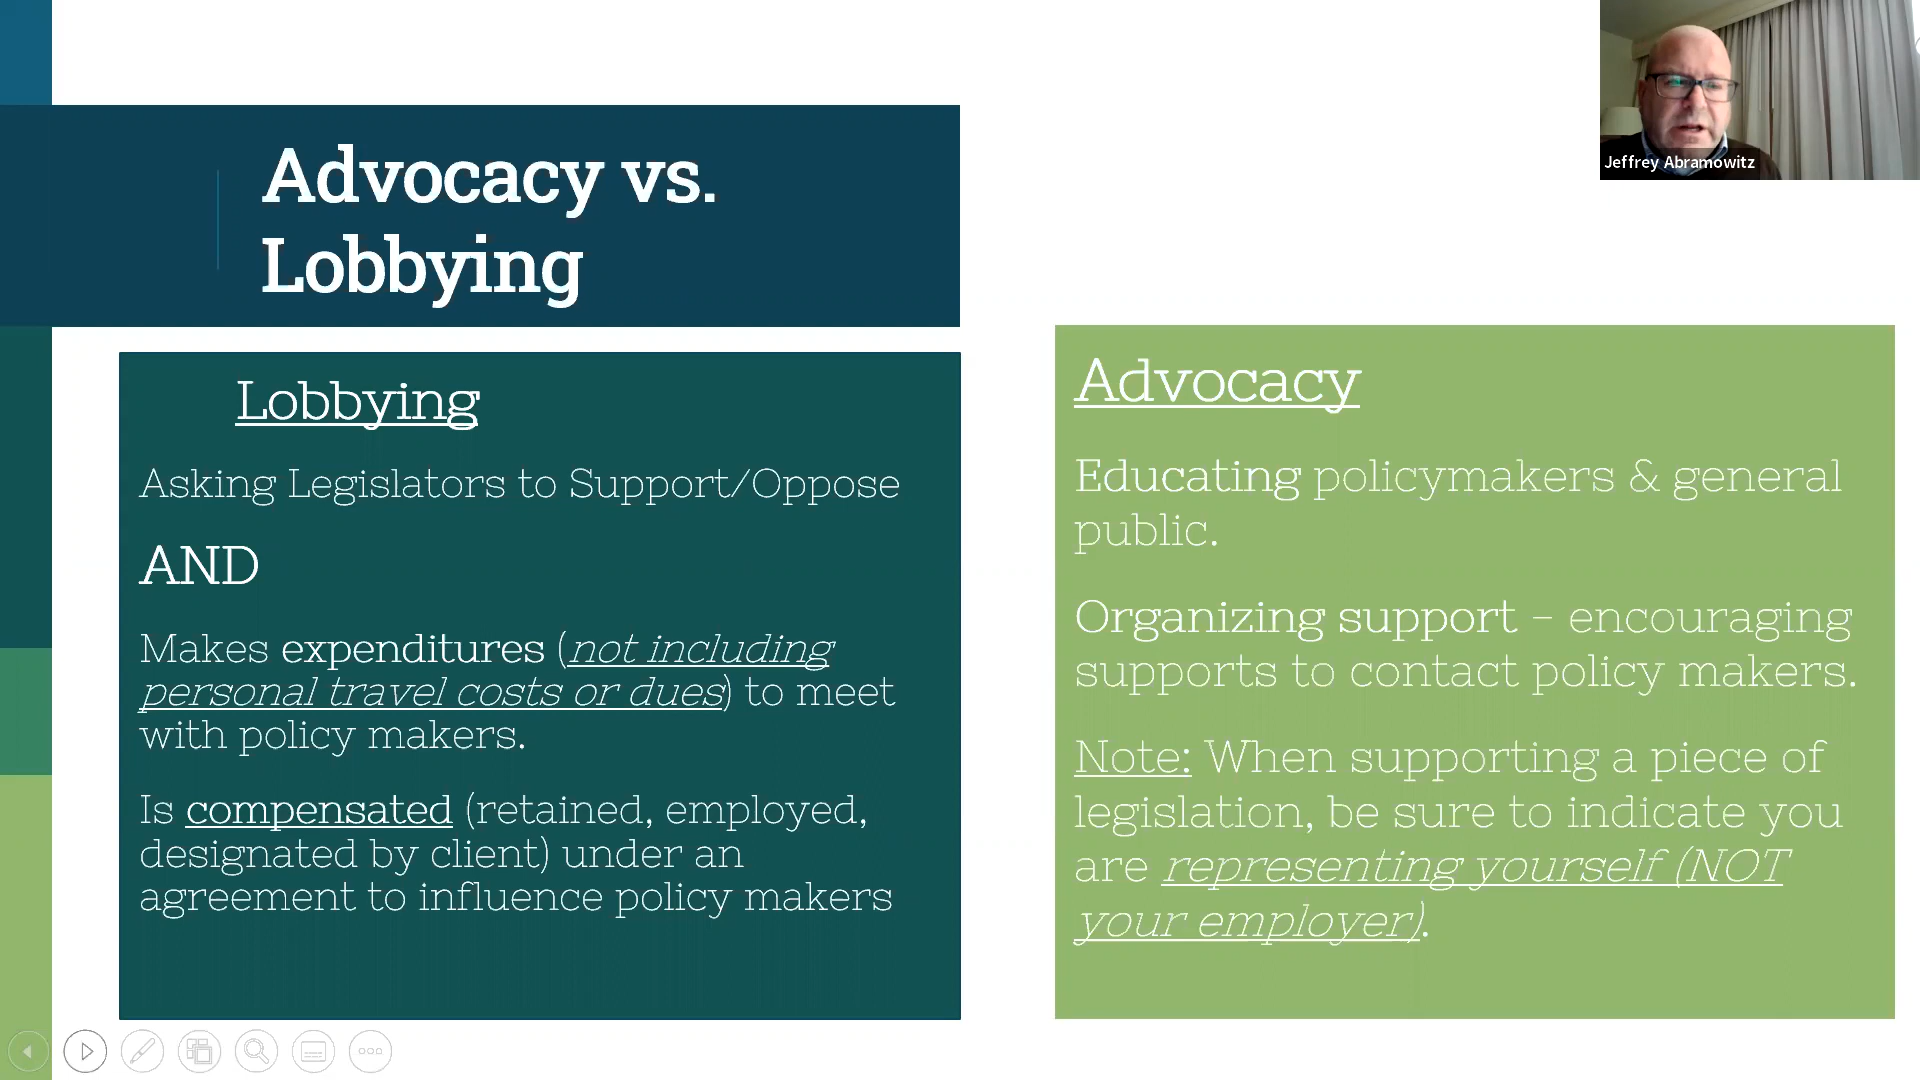 Advocacy vs.
Lobbying
Jeffrey Abramowitz
Lobbying
Asking Legislators to Support/Oppose
AND
Makes expenditures (not including
personal travel costs or dues) to meet
with policy makers.
Is compensated (retained, employed,
designated by client) under an
agreement to influence policy makers
Advocacy
Educating policymakers & general
public.
Organizing support – encouraging
supports to contact policy makers.
Note: When supporting a piece of
legislation, be sure to indicate you
are representing yourself (NOT
your employer).